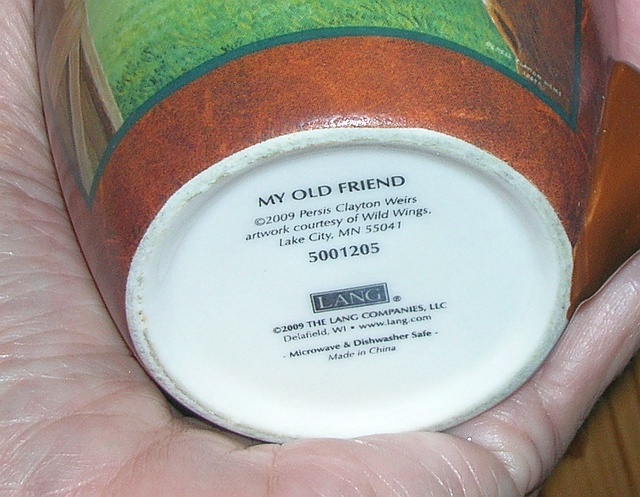 MY OLD FRIEND
©2009 Persis Clayton Weirs
artwork courtesy of Wild Wings,
Lake City, MN 55041
5001205
LANG ®
©2009 THE LANG COMPANIES, LLC
Delafield, WI • www.lang.com
- Microwave & Dishwasher Safe -
Made in China